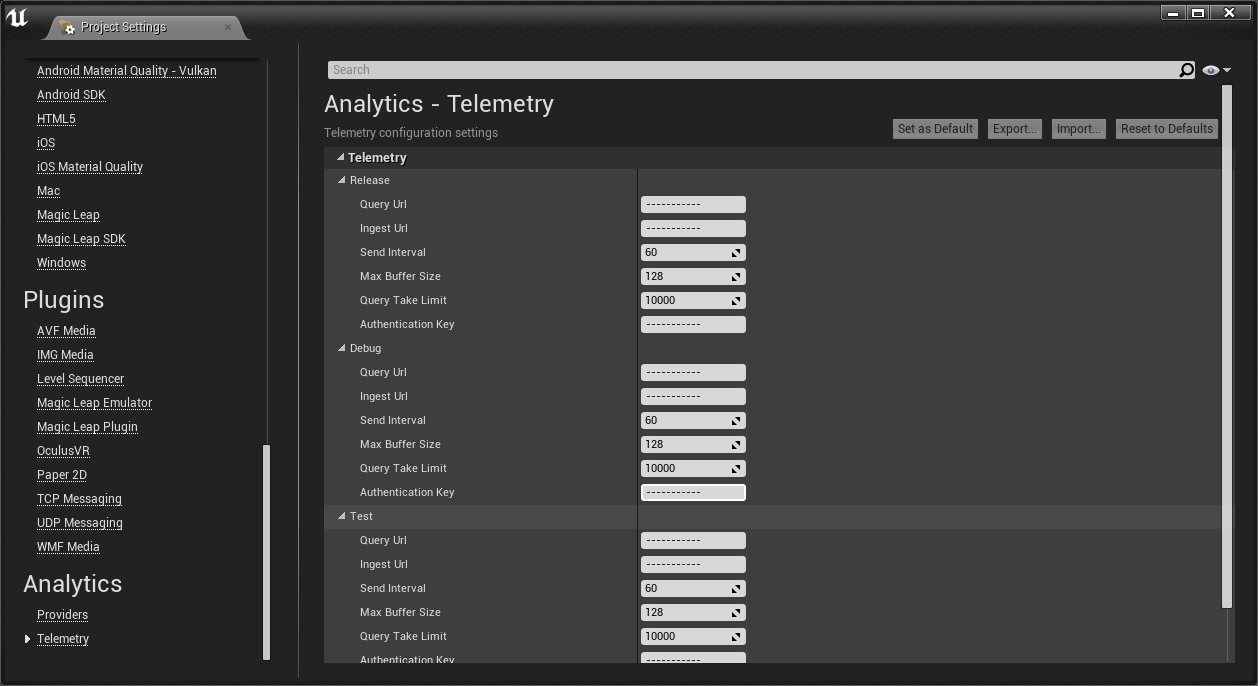 Project Settings
Android Material Quality - Vulkan
Android SDK
HTML5
iOS
iOS Material Quality
Mac
Magic Leap
Magic Leap SDK
Windows
Plugins
AVF Media
IMG Media
Level Sequencer
Magic Leap Emulator
Magic Leap Plugin
OculusVR
Paper 2D
TCP Messaging
UDP Messaging
WMF Media
Analytics
Providers
Telemetry
Search
Analytics - Telemetry
Telemetry configuration settings
Set as Default Export... Import... Reset to Defaults
Telemetry
Release
Query Url -----------
Ingest Url -----------
Send Interval 60
Max Buffer Size 128
Query Take Limit 10000
Authentication Key -----------
Debug
Query Url -----------
Ingest Url -----------
Send Interval 60
Max Buffer Size 128
Query Take Limit 10000
Authentication Key -----------
Test
Query Url -----------
Ingest Url -----------
Send Interval 60
Max Buffer Size 128
Query Take Limit 10000
Authentication Key -----------